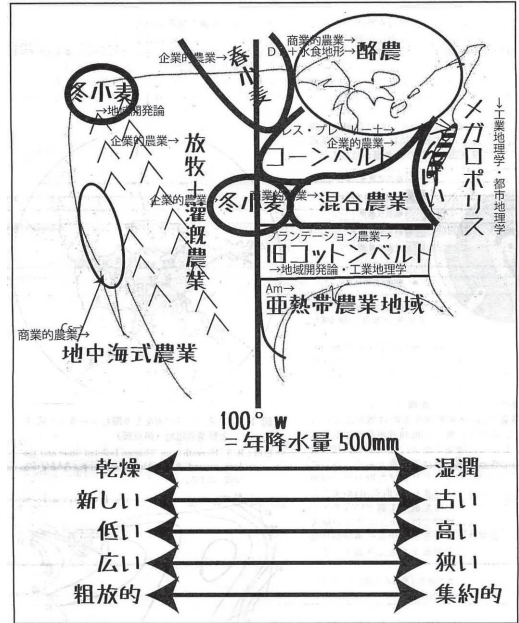 商業的農業→
Df+氷食地形→
酪農
企業的農業→
春小麦
冬小麦
→地域開発論
企業的農業→
放牧+灌漑農業
グレス・プレーリー土→
企業的農業→
コーンベルト
↓工業地理学・都市地理学
メガロポリス
企業的農業→
冬小麦
混合農業
プランテーション農業→
旧コットンベルト
→地域開発論・工業地理学
Am→
亜熱帯農業地域
Cs→
商業的農業→
地中海式農業
100° w
=年降水量 500mm
乾燥 湿潤
新しい 古い
低い 高い
広い 狭い
粗放的 集約的